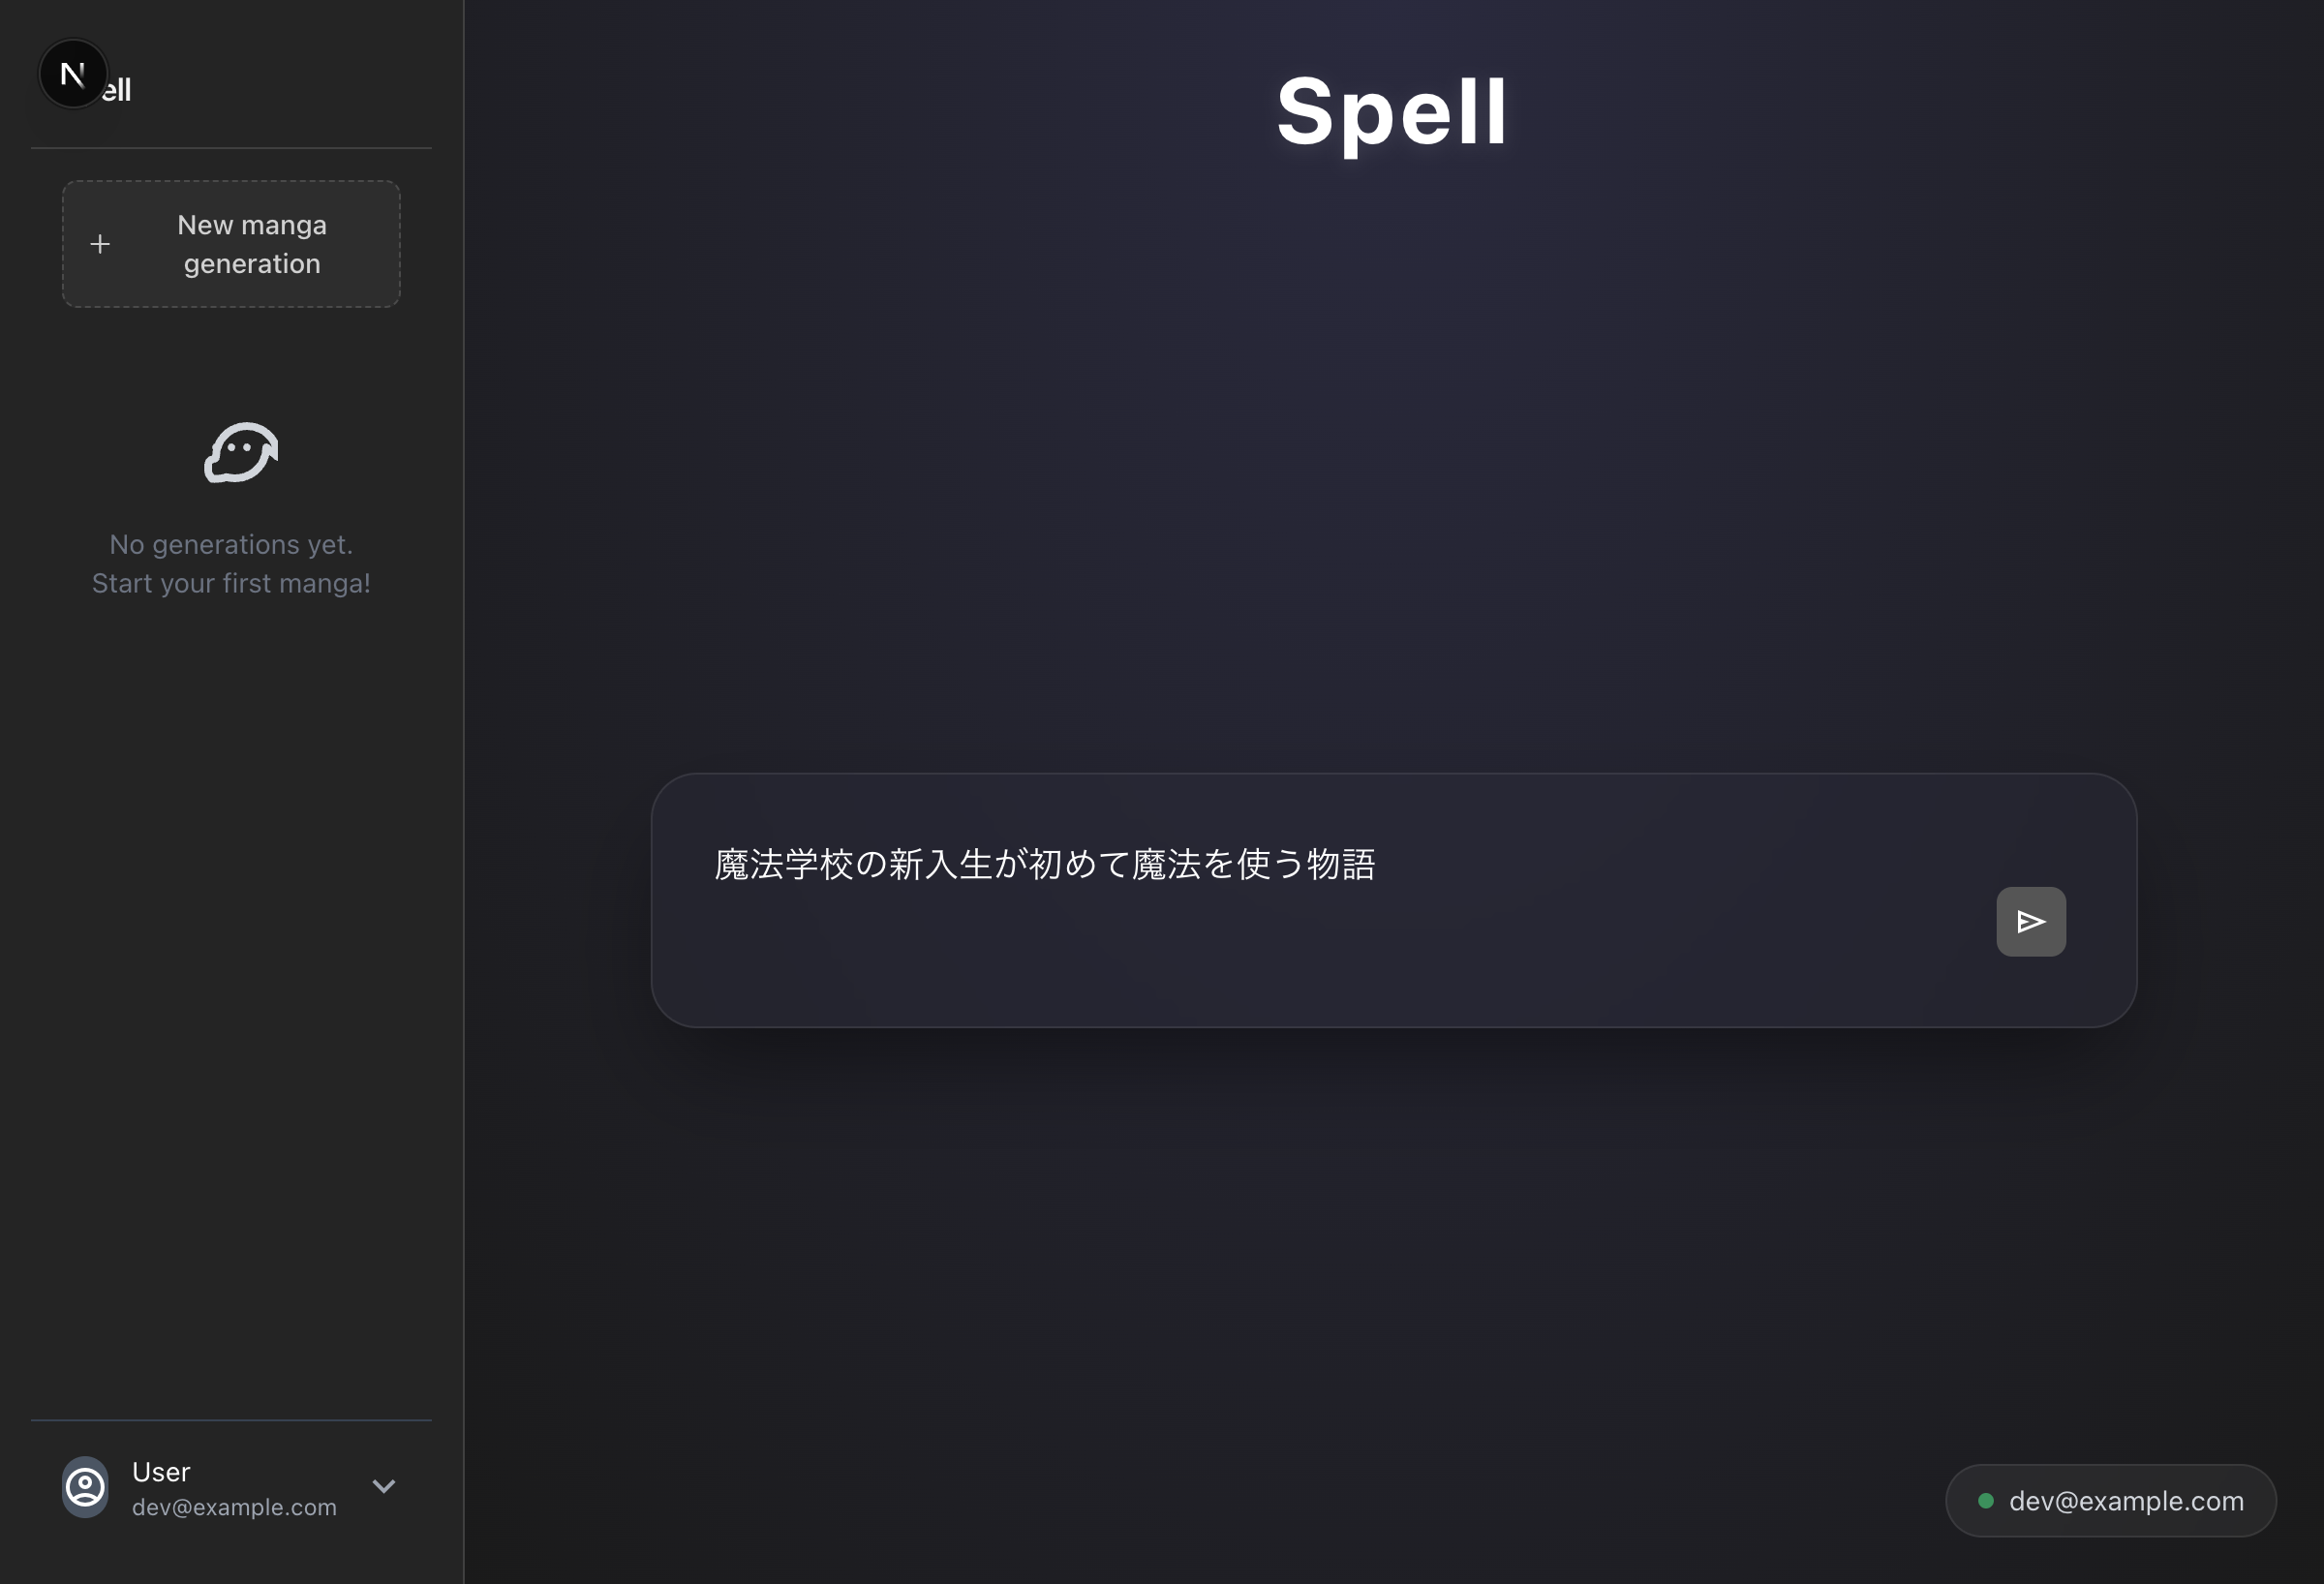 N
ell
New manga
generation
No generations yet.
Start your first manga!
User
dev@example.com
Spell
魔法学校の新入生が初めて魔法を使う物語
dev@example.com